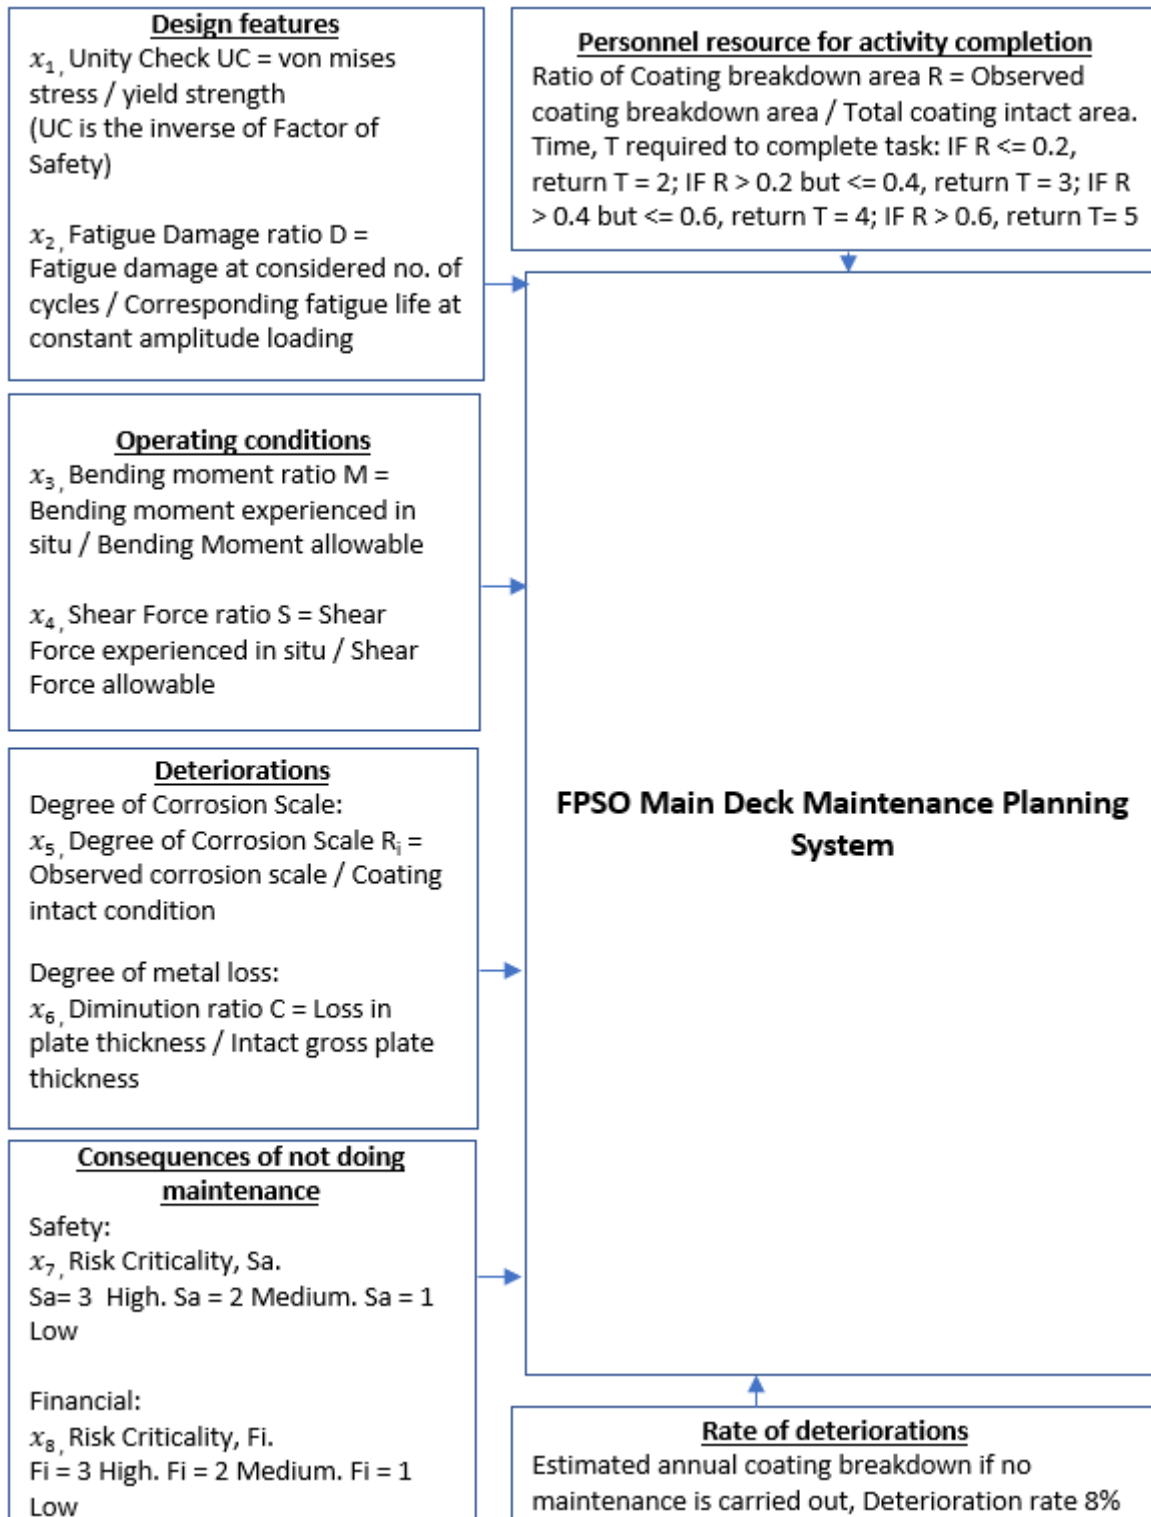 Design features
x₁, Unity Check UC = von mises
stress / yield strength
(UC is the inverse of Factor of
Safety)
x₂, Fatigue Damage ratio D =
Fatigue damage at considered no. of
cycles / Corresponding fatigue life at
constant amplitude loading
Personnel resource for activity completion
Ratio of Coating breakdown area R = Observed
coating breakdown area / Total coating intact area.
Time, T required to complete task: IF R <= 0.2,
return T = 2; IF R > 0.2 but <= 0.4, return T = 3; IF R
> 0.4 but <= 0.6, return T = 4; IF R > 0.6, return T= 5
Operating conditions
x₃, Bending moment ratio M =
Bending moment experienced in
situ / Bending Moment allowable
x₄, Shear Force ratio S = Shear
Force experienced in situ / Shear
Force allowable
Deteriorations
Degree of Corrosion Scale:
x₅, Degree of Corrosion Scale Rᵢ =
Observed corrosion scale / Coating
intact condition
Degree of metal loss:
x₆, Diminution ratio C = Loss in
plate thickness / Intact gross plate
thickness
FPSO Main Deck Maintenance Planning
System
Consequences of not doing
maintenance
Safety:
x₇, Risk Criticality, Sa.
Sa= 3 High. Sa = 2 Medium. Sa = 1
Low
Financial:
x₈, Risk Criticality, Fi.
Fi = 3 High. Fi = 2 Medium. Fi = 1
Low
Rate of deteriorations
Estimated annual coating breakdown if no
maintenance is carried out, Deterioration rate 8%